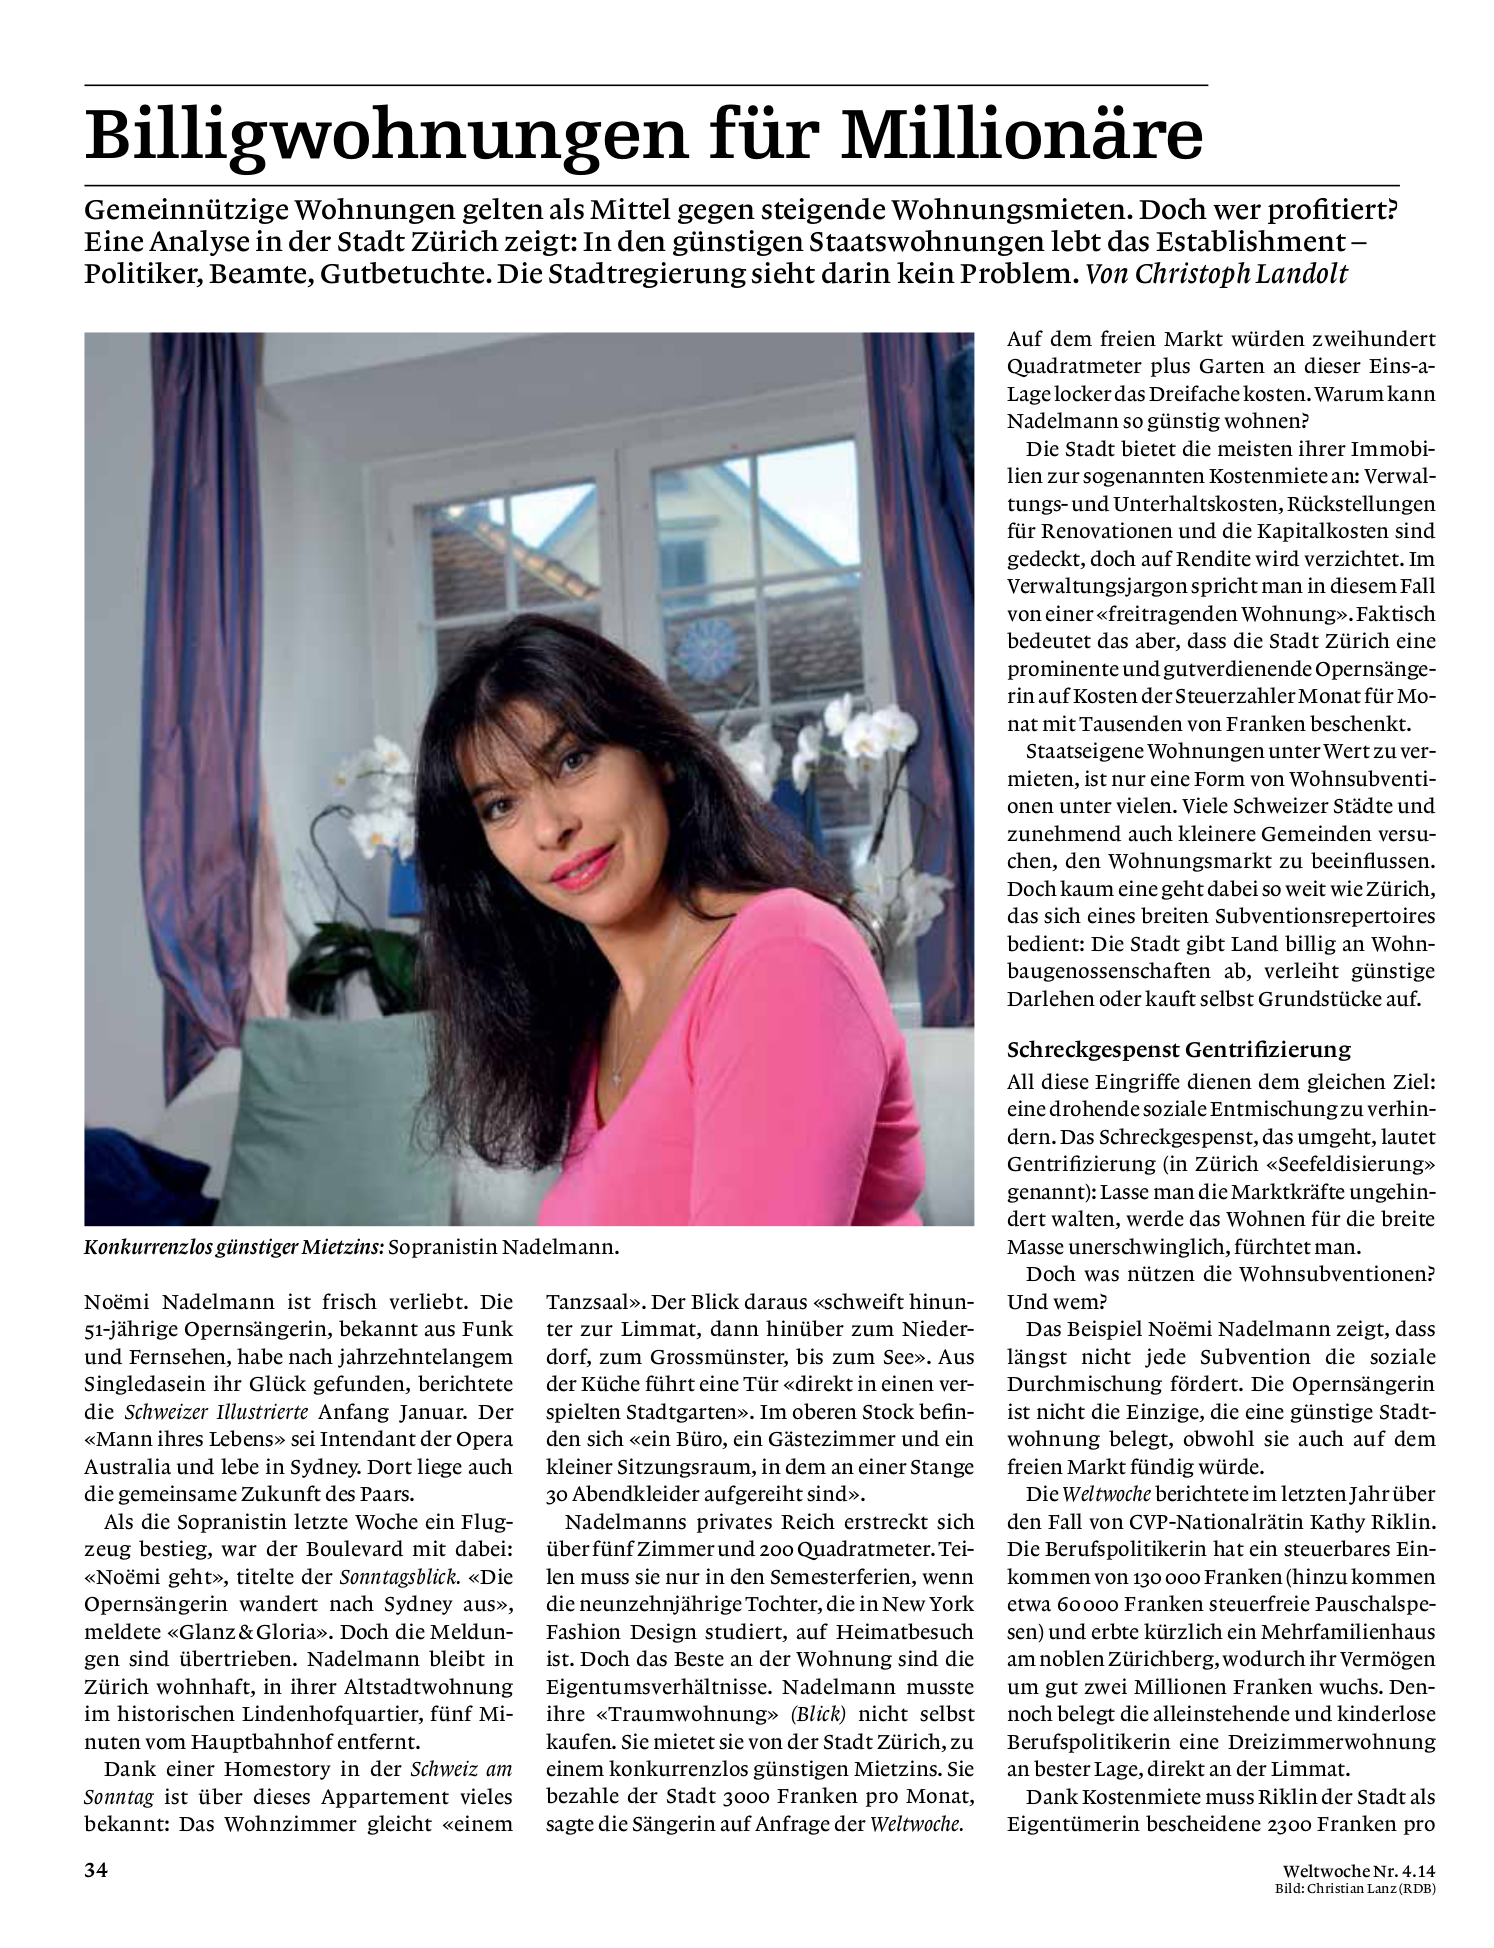 Billigwohnungen für Millionäre
Gemeinnützige Wohnungen gelten als Mittel gegen steigende Wohnungsmieten. Doch wer profitiert?
Eine Analyse in der Stadt Zürich zeigt: In den günstigen Staatswohnungen lebt das Establishment –
Politiker, Beamte, Gutbetuchte. Die Stadtregierung sieht darin kein Problem. Von Christoph Landolt
Konkurrenzlos günstiger Mietzins: Sopranistin Nadelmann.
Noëmi Nadelmann ist frisch verliebt. Die
51-jährige Opernsängerin, bekannt aus Funk
und Fernsehen, habe nach jahrzehntelangem
Singledasein ihr Glück gefunden, berichtete
die Schweizer Illustrierte Anfang Januar. Der
«Mann ihres Lebens» sei Intendant der Opera
Australia und lebe in Sydney. Dort liege auch
die gemeinsame Zukunft des Paars.
Als die Sopranistin letzte Woche ein Flug-
zeug bestieg, war der Boulevard mit dabei:
«Noëmi geht», titelte der Sonntagsblick. «Die
Opernsängerin wandert nach Sydney aus»,
meldete «Glanz & Gloria». Doch die Meldun-
gen sind übertrieben. Nadelmann bleibt in
Zürich wohnhaft, in ihrer Altstadtwohnung
im historischen Lindenhofquartier, fünf Mi-
nuten vom Hauptbahnhof entfernt.
Dank einer Homestory in der Schweiz am
Sonntag ist über dieses Appartement vieles
bekannt: Das Wohnzimmer gleicht «einem
Tanzsaal». Der Blick daraus «schweift hinun-
ter zur Limmat, dann hinüber zum Nieder-
dorf, zum Grossmünster, bis zum See». Aus
der Küche führt eine Tür «direkt in einen ver-
spielten Stadtgarten». Im oberen Stock befin-
den sich «ein Büro, ein Gästezimmer und ein
kleiner Sitzungsraum, in dem an einer Stange
30 Abendkleider aufgereiht sind».
Nadelmanns privates Reich erstreckt sich
über fünf Zimmer und 200 Quadratmeter. Tei-
len muss sie nur in den Semesterferien, wenn
die neunzehnjährige Tochter, die in New York
Fashion Design studiert, auf Heimatbesuch
ist. Doch das Beste an der Wohnung sind die
Eigentumsverhältnisse. Nadelmann musste
ihre «Traumwohnung» (Blick) nicht selbst
kaufen. Sie mietet sie von der Stadt Zürich, zu
einem konkurrenzlos günstigen Mietzins. Sie
bezahle der Stadt 3000 Franken pro Monat,
sagte die Sängerin auf Anfrage der Weltwoche.
Auf dem freien Markt würden zweihundert
Quadratmeter plus Garten an dieser Eins-a-
Lage locker das Dreifache kosten. Warum kann
Nadelmann so günstig wohnen?
Die Stadt bietet die meisten ihrer Immobi-
lien zur sogenannten Kostenmiete an: Verwal-
tungs- und Unterhaltskosten, Rückstellungen
für Renovationen und die Kapitalkosten sind
gedeckt, doch auf Rendite wird verzichtet. Im
Verwaltungsjargon spricht man in diesem Fall
von einer «freitragenden Wohnung». Faktisch
bedeutet das aber, dass die Stadt Zürich eine
prominente und gutverdienende Opernsänge-
rin auf Kosten der Steuerzahler Monat für Mo-
nat mit Tausenden von Franken beschenkt.
Staatseigene Wohnungen unter Wert zu ver-
mieten, ist nur eine Form von Wohnsubventi-
onen unter vielen. Viele Schweizer Städte und
zunehmend auch kleinere Gemeinden versu-
chen, den Wohnungsmarkt zu beeinflussen.
Doch kaum eine geht dabei so weit wie Zürich,
das sich eines breiten Subventionsrepertoires
bedient: Die Stadt gibt Land billig an Wohn-
baugenossenschaften ab, verleiht günstige
Darlehen oder kauft selbst Grundstücke auf.
Schreckgespenst Gentrifizierung
All diese Eingriffe dienen dem gleichen Ziel:
eine drohende soziale Entmischung zu verhin-
dern. Das Schreckgespenst, das umgeht, lautet
Gentrifizierung (in Zürich «Seefeldisierung»
genannt): Lasse man die Marktkräfte ungehin-
dert walten, werde das Wohnen für die breite
Masse unerschwinglich, fürchtet man.
Doch was nützen die Wohnsubventionen?
Und wem?
Das Beispiel Noëmi Nadelmann zeigt, dass
längst nicht jede Subvention die soziale
Durchmischung fördert. Die Opernsängerin
ist nicht die Einzige, die eine günstige Stadt-
wohnung belegt, obwohl sie auch auf dem
freien Markt fündig würde.
Die Weltwoche berichtete im letzten Jahr über
den Fall von CVP-Nationalrätin Kathy Riklin.
Die Berufspolitikerin hat ein steuerbares Ein-
kommen von 130 000 Franken (hinzu kommen
etwa 60 000 Franken steuerfreie Pauschalspe-
sen) und erbte kürzlich ein Mehrfamilienhaus
am noblen Zürichberg, wodurch ihr Vermögen
um gut zwei Millionen Franken wuchs. Den-
noch belegt die alleinstehende und kinderlose
Berufspolitikerin eine Dreizimmerwohnung
an bester Lage, direkt an der Limmat.
Dank Kostenmiete muss Riklin der Stadt als
Eigentümerin bescheidene 2300 Franken pro
34
Weltwoche Nr. 4.14
Bild: Christian Lanz (RDB)